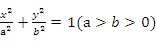 x²/a² + y²/b² = 1(a > b > 0)